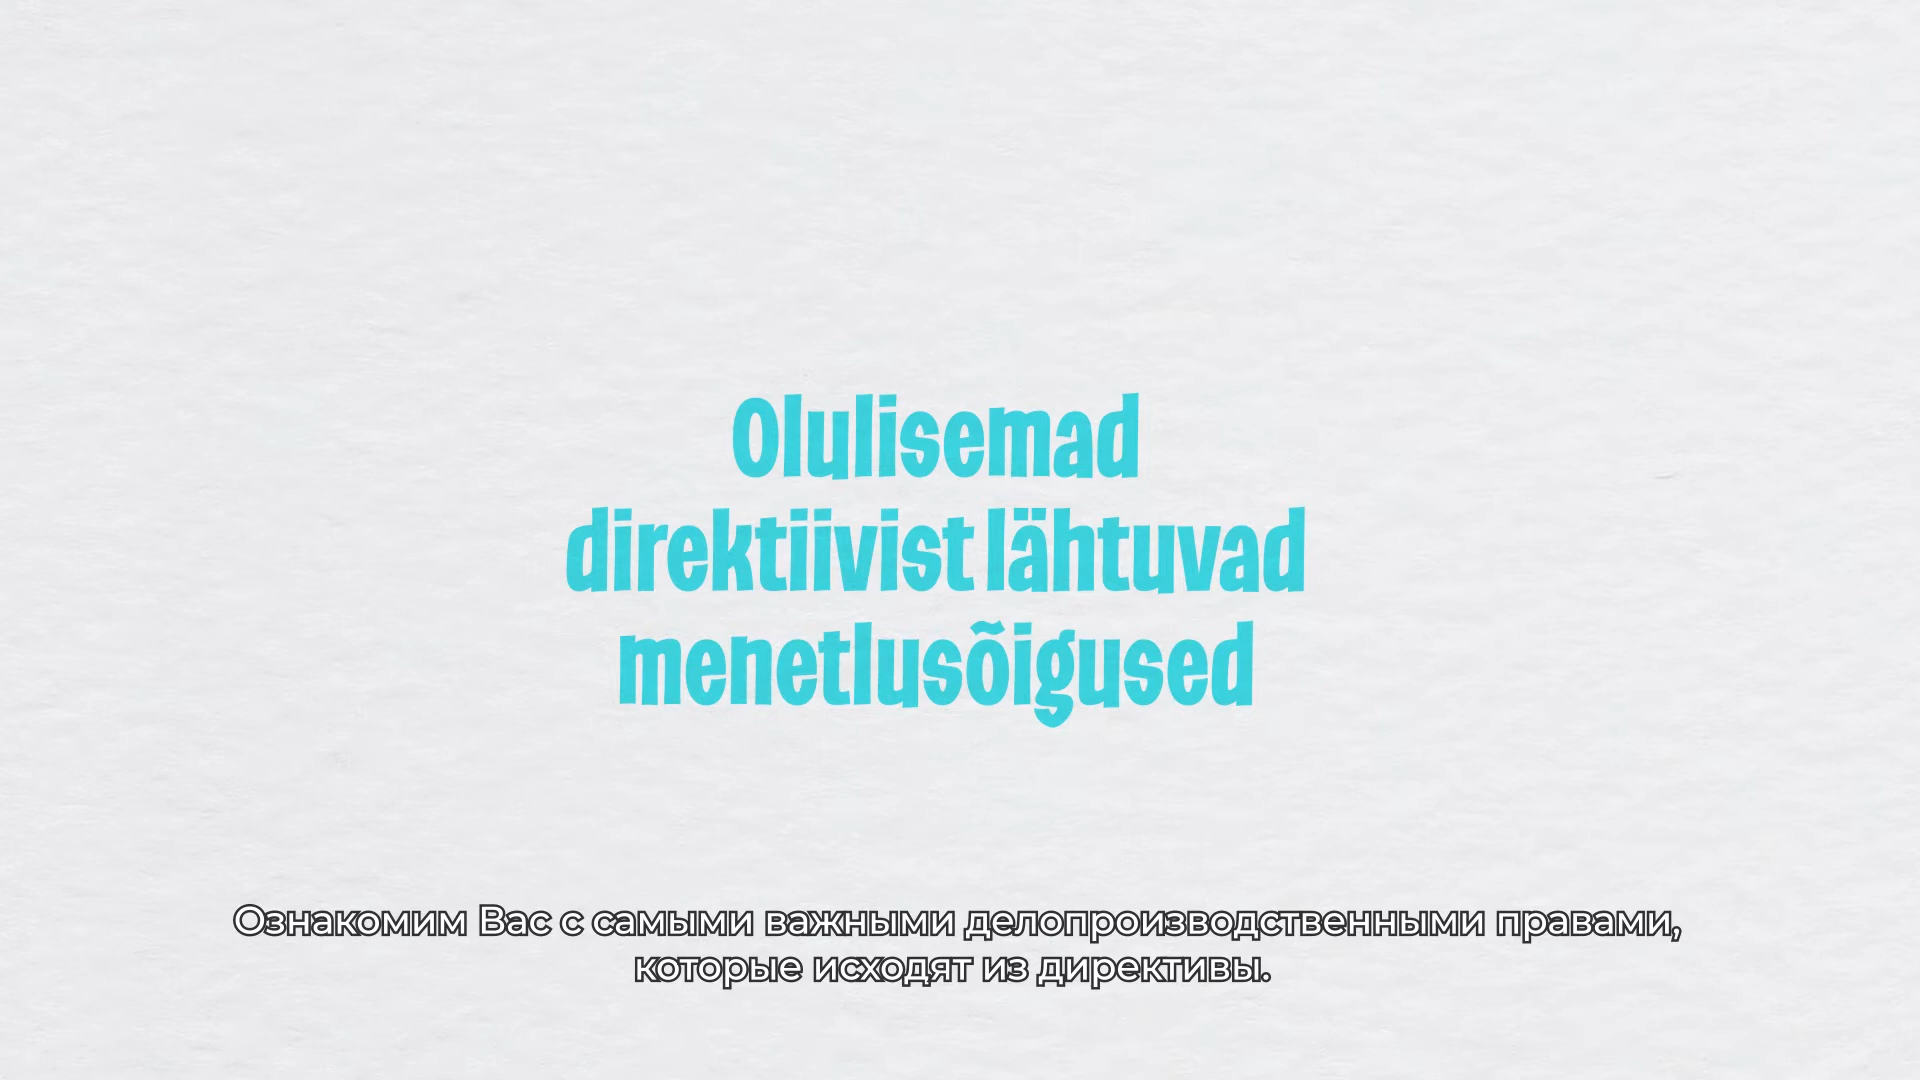 Olulisemad
direktiivist lähtuvad
menetlusõigused
Ознакомим Вас с самыми важными делопроизводственными правами,
которые исходят из директивы.